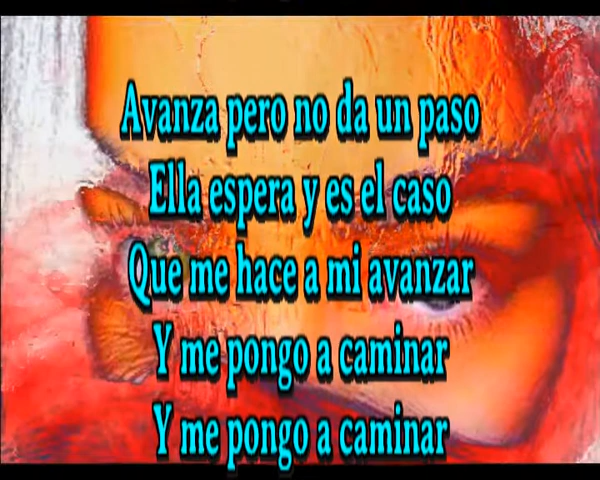 Avanza pero no da un paso
Ella espera y es el caso
Que me hace a mi avanzar
Y me pongo a caminar
Y me pongo a caminar